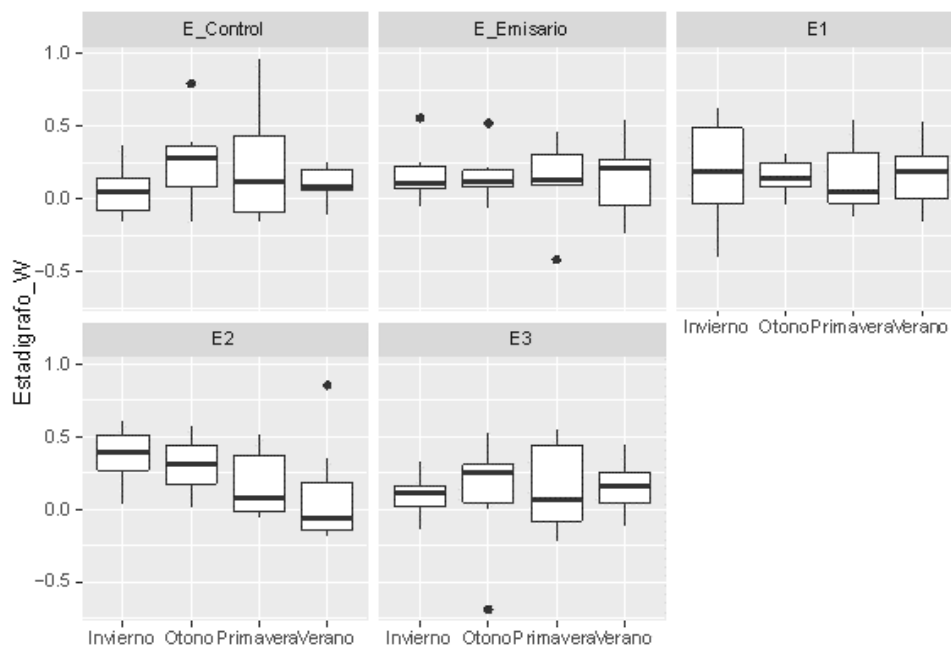 E_Control
E_Emisario
E1
1.0
0.5
0.0
−0.5
Invierno Otono Primavera Verano
E2
E3
Estadigrafo_W
1.0
0.5
0.0
−0.5
Invierno Otono Primavera Verano
Invierno Otono Primavera Verano